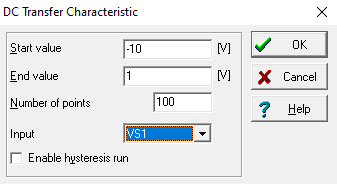 DC Transfer Characteristic
Start value -10 [V]
End value 1 [V]
Number of points 100
Input VS1
Enable hysteresis run
OK
Cancel
Help